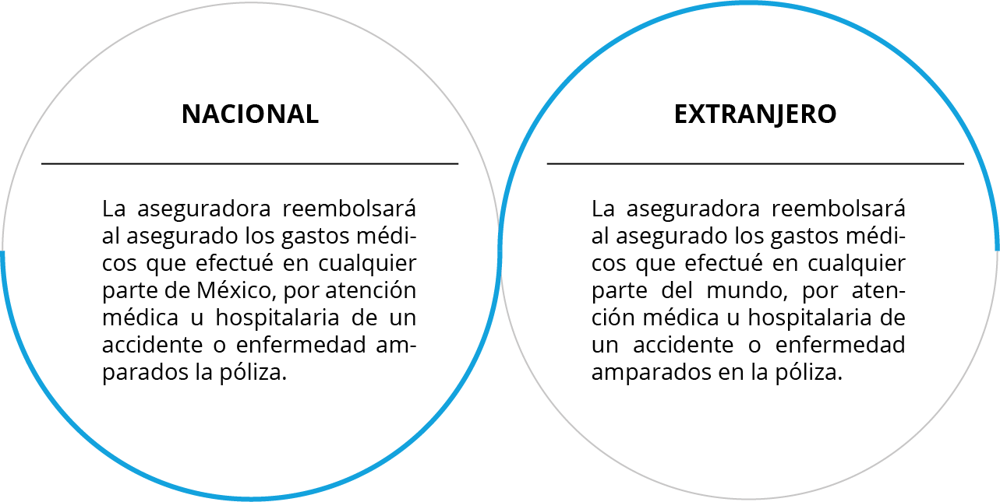 NACIONAL
La aseguradora reembolsará
al asegurado los gastos médi-
cos que efectué en cualquier
parte de México, por atención
médica u hospitalaria de un
accidente o enfermedad am-
parados la póliza.
EXTRANJERO
La aseguradora reembolsará
al asegurado los gastos médi-
cos que efectué en cualquier
parte del mundo, por aten-
ción médica u hospitalaria de
un accidente o enfermedad
amparados en la póliza.